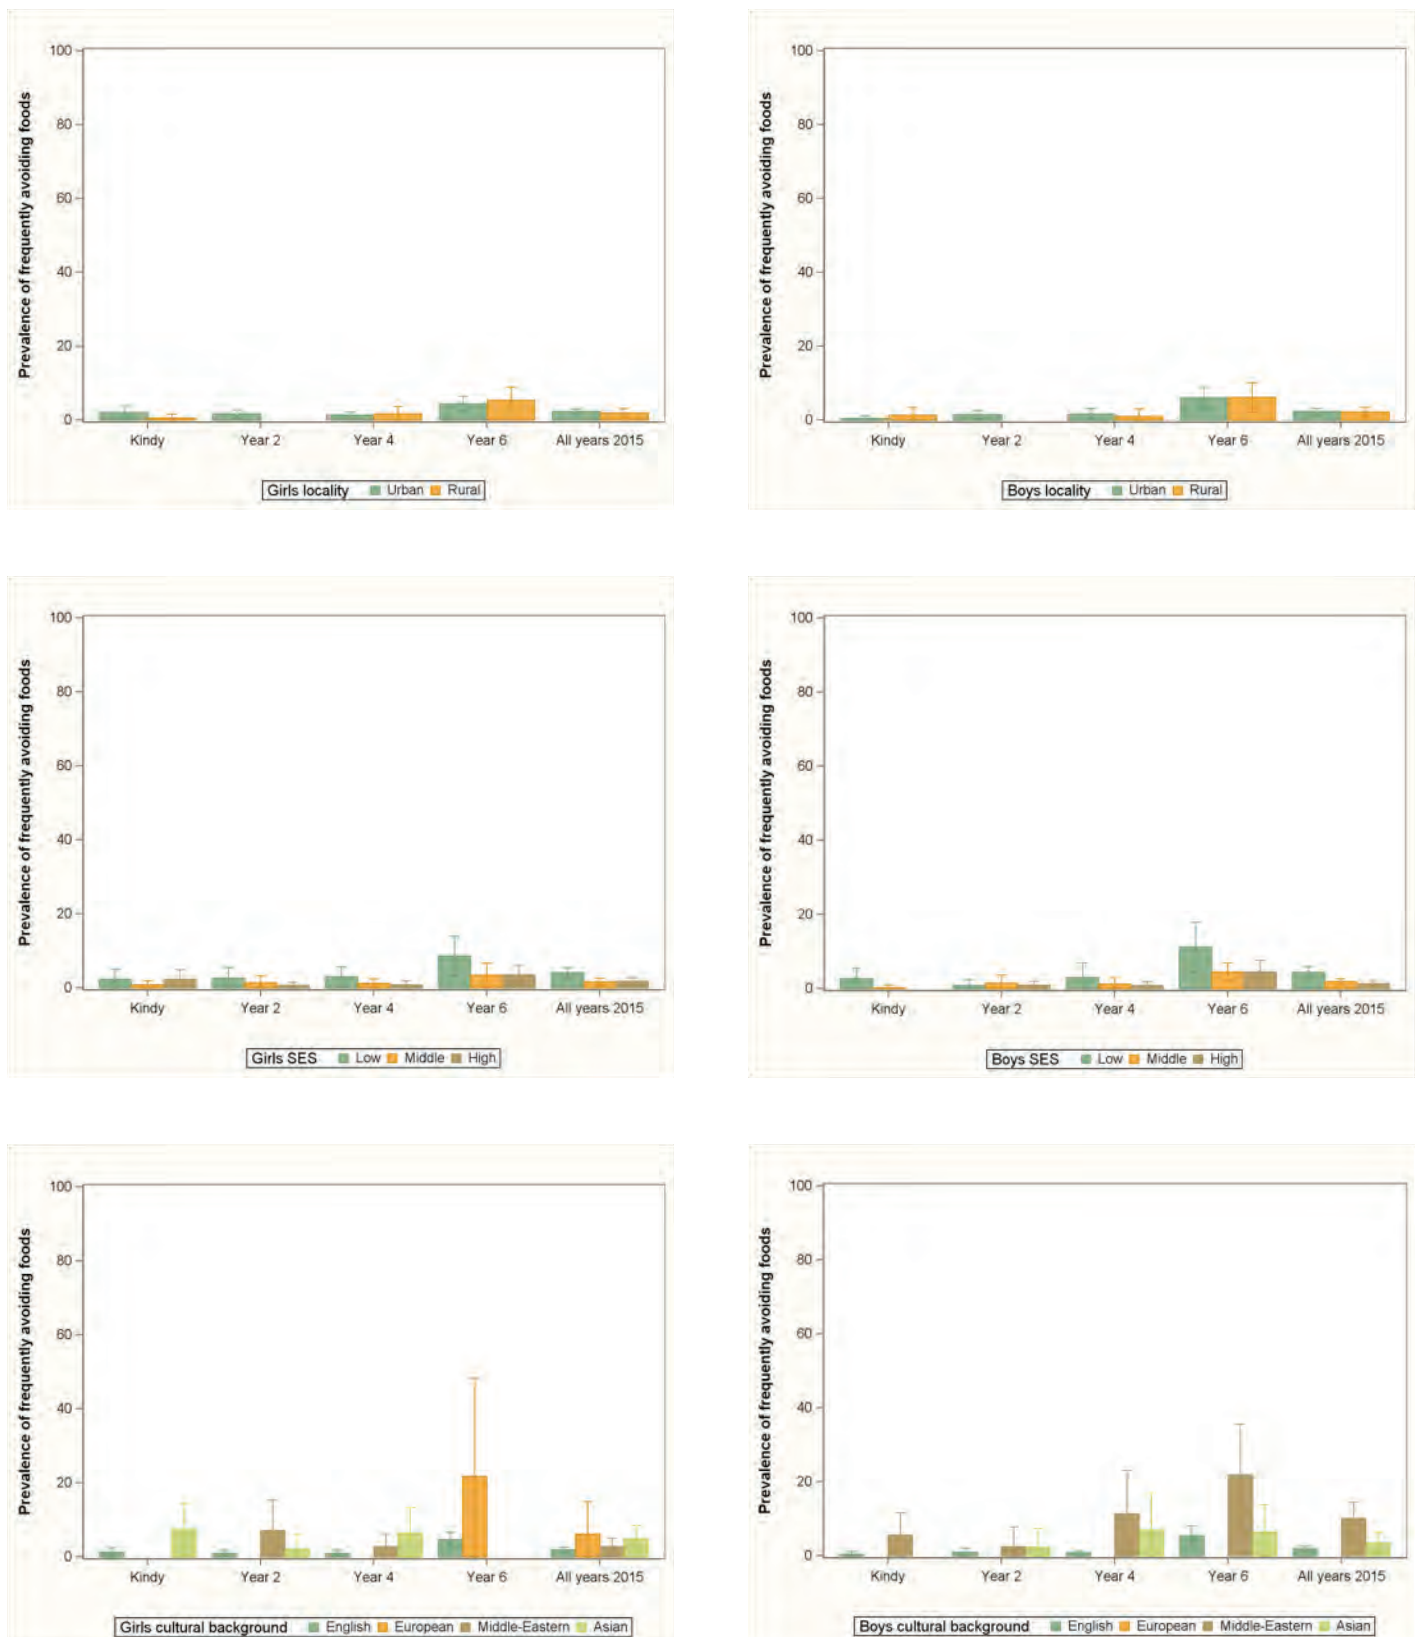 Prevalence of frequently avoiding foods
100
80
60
40
20
0
Kindy Year 2 Year 4 Year 6 All years 2015
Girls locality Urban Rural
Prevalence of frequently avoiding foods
100
80
60
40
20
0
Kindy Year 2 Year 4 Year 6 All years 2015
Boys locality Urban Rural
Prevalence of frequently avoiding foods
100
80
60
40
20
0
Kindy Year 2 Year 4 Year 6 All years 2015
Girls SES Low Middle High
Prevalence of frequently avoiding foods
100
80
60
40
20
0
Kindy Year 2 Year 4 Year 6 All years 2015
Boys SES Low Middle High
Prevalence of frequently avoiding foods
100
80
60
40
20
0
Kindy Year 2 Year 4 Year 6 All years 2015
Girls cultural background English European Middle-Eastern Asian
Prevalence of frequently avoiding foods
100
80
60
40
20
0
Kindy Year 2 Year 4 Year 6 All years 2015
Boys cultural background English European Middle-Eastern Asian